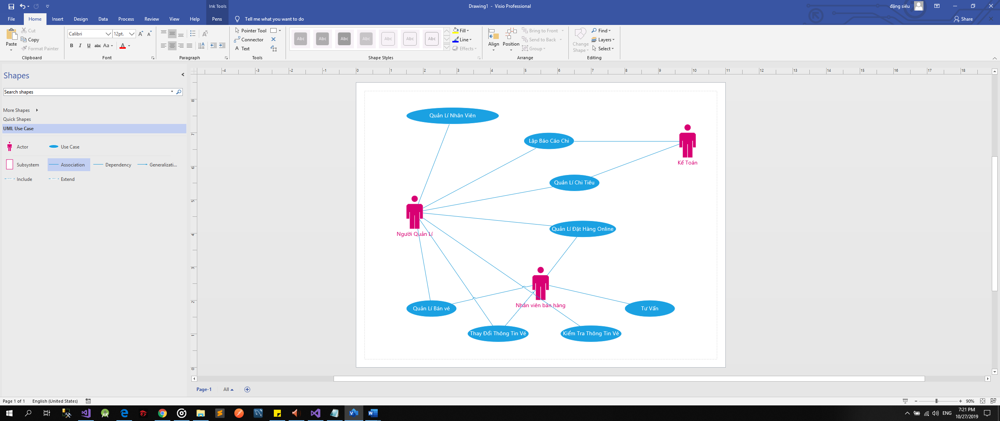 Ink Tools
Drawing1 - Visio Professional
đặng siêu
File
Home
Insert
Design
Data
Process
Review
View
Help
Pens
Tell me what you want to do
Share
Paste
Cut
Copy
Format Painter
Clipboard
Calibri
12pt.
B I U abc Aa A
Font
Paragraph
Pointer Tool
Connector
A Text
Tools
Abc Abc Abc Abc Abc Abc Abc
Shape Styles
Fill
Line
Effects
Align
Position
Bring to Front
Send to Back
Group
Arrange
Change Shape
Find
Layers
Select
Editing
Shapes
Search shapes
More Shapes
Quick Shapes
UML Use Case
Actor
Use Case
Subsystem
Association
Dependency
Generalizati...
Include
Extend
-4 -3 -2 -1 0 1 2 3 4 5 6 7 8 9 10 11 12 13 14 15 16 17 18
8
7
6
5
4
3
2
1
0
Quản Lí Nhân Viên
Lập Báo Cáo Chi
Kế Toán
Quản Lí Chi Tiêu
Người Quản Lí
Quản Lí Đặt Hàng Online
Nhân viên bán hàng
Quản Lí Bán vé
Tư Vấn
Thay Đổi Thông Tin Vé
Kiểm Tra Thông Tin Vé
Page-1
All
Page 1 of 1
English (United States)
90%
ENG
7:21 PM
10/27/2019